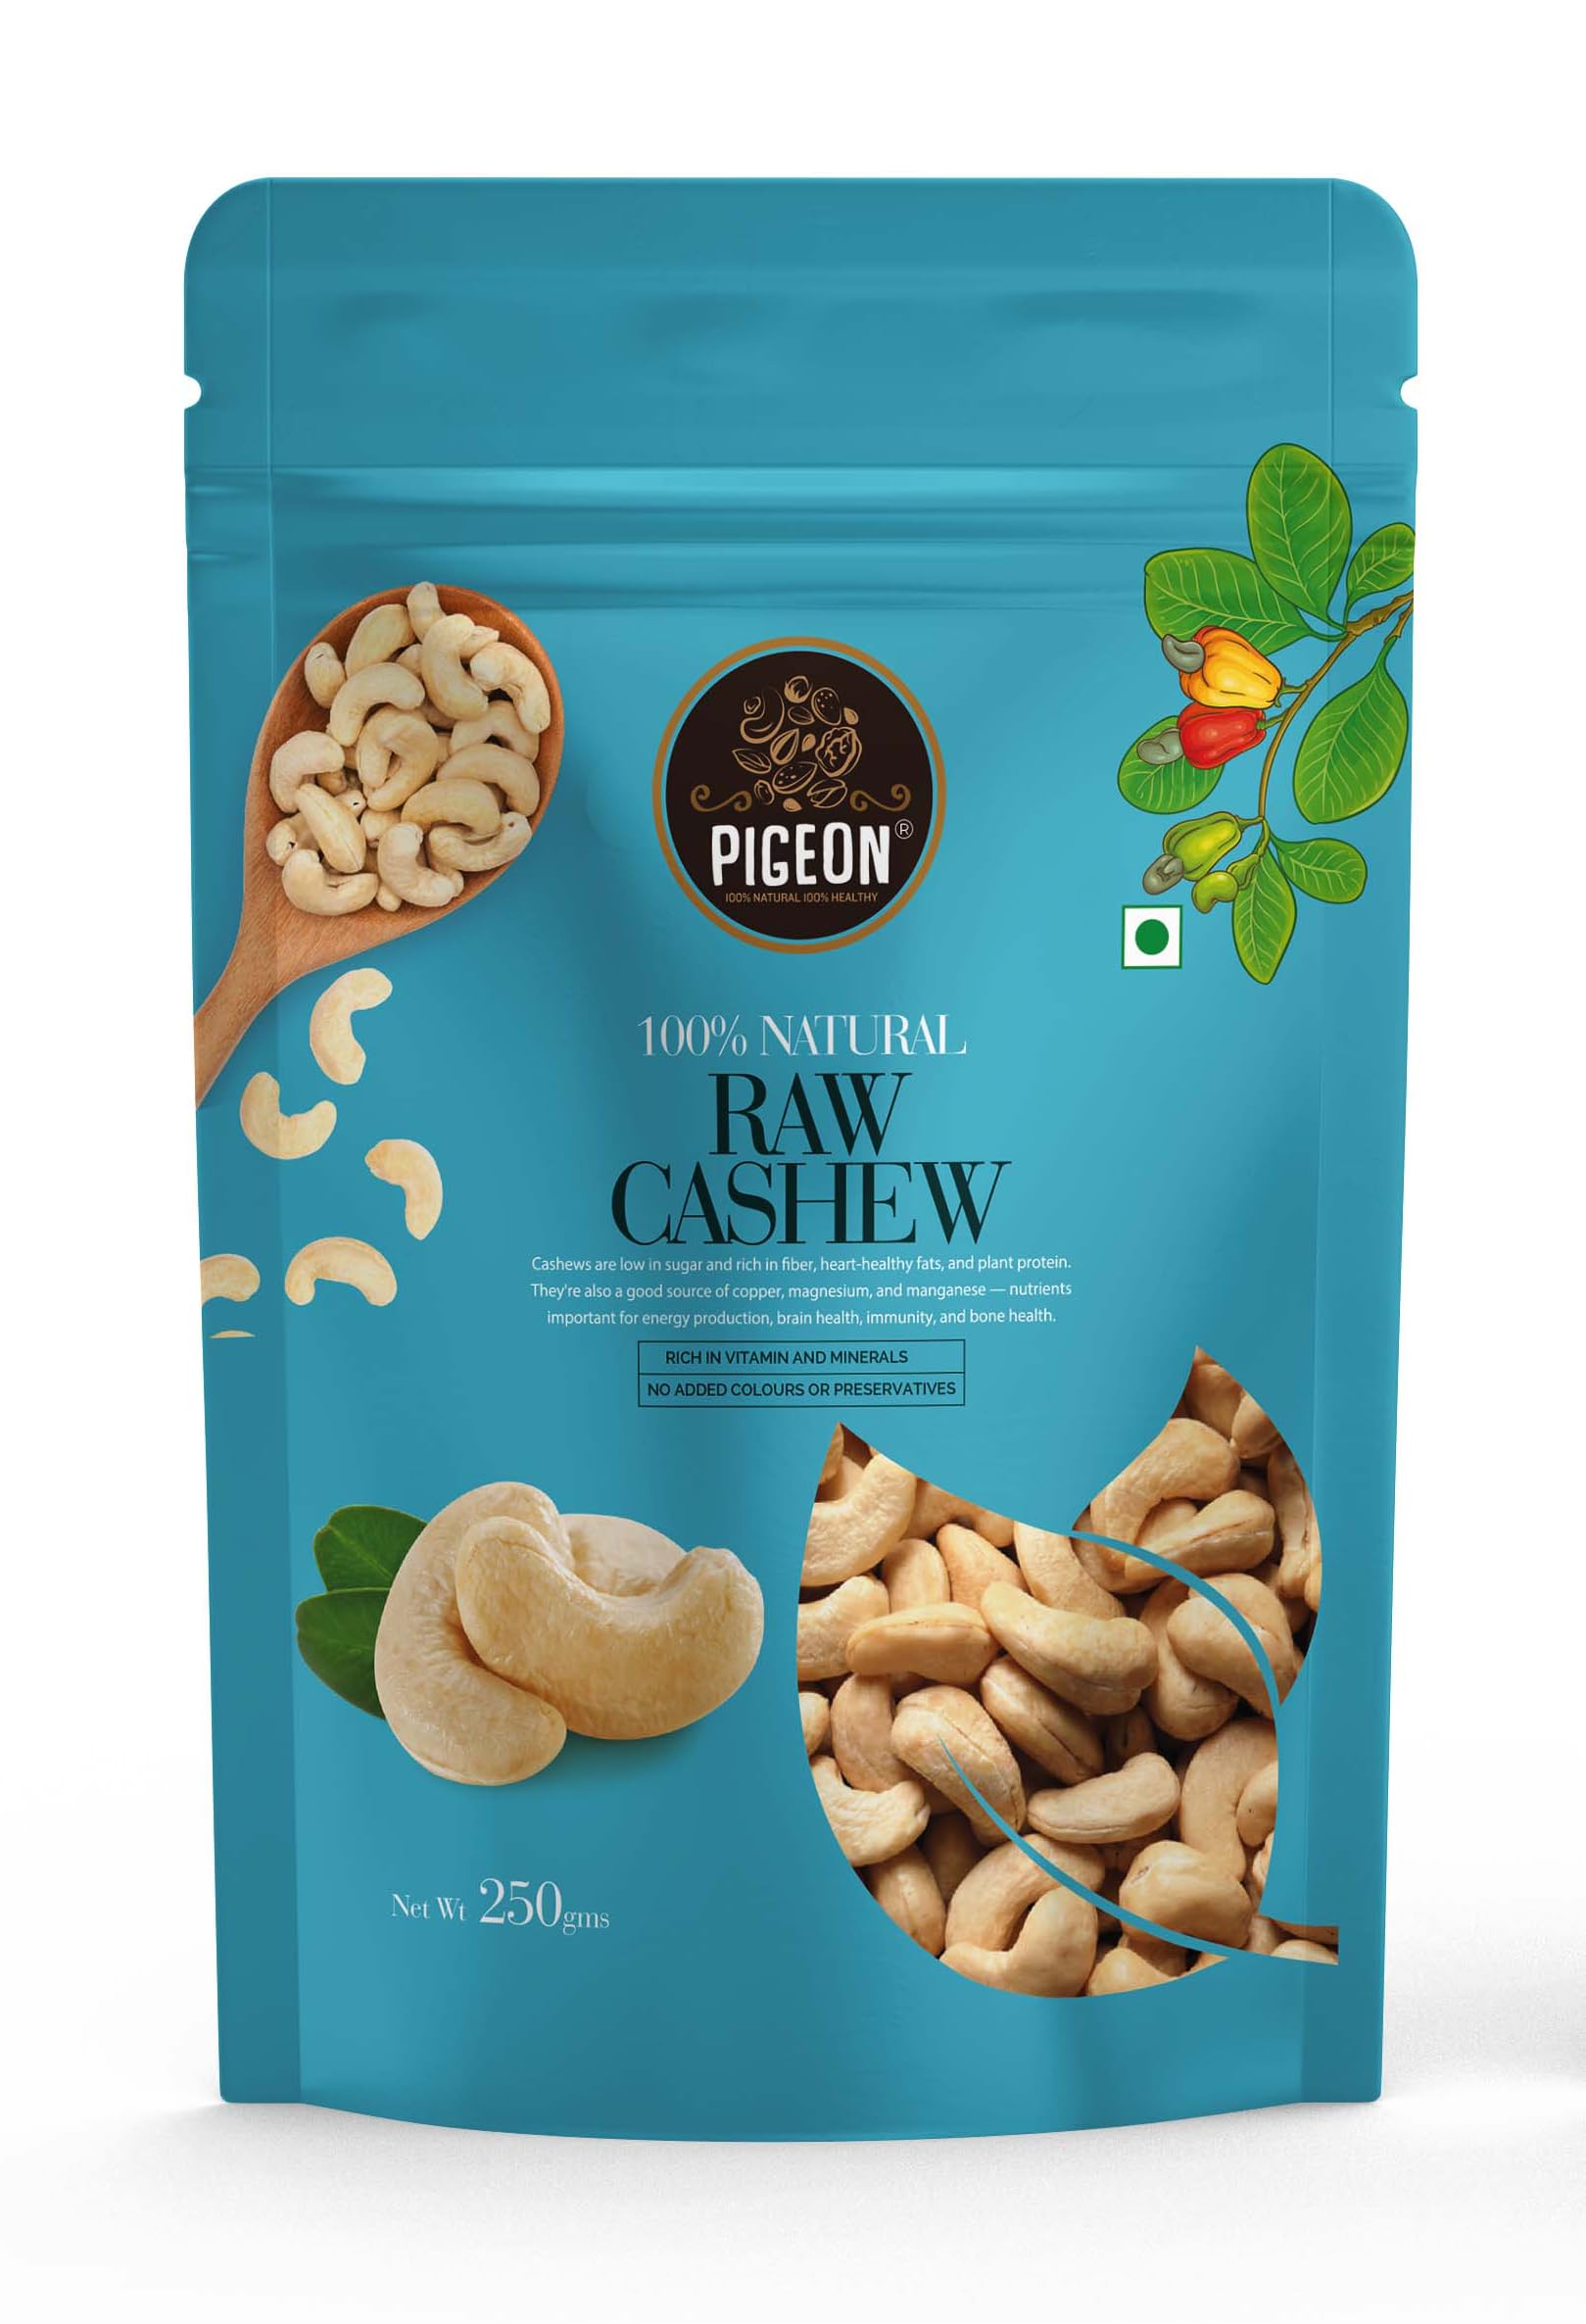 PIGEON®
100% NATURAL 100% HEALTHY
100% NATURAL
RAW
CASHEW
Cashews are low in sugar and rich in fiber, heart-healthy fats, and plant protein.
They're also a good source of copper, magnesium, and manganese — nutrients
important for energy production, brain health, immunity, and bone health.
RICH IN VITAMIN AND MINERALS
NO ADDED COLOURS OR PRESERVATIVES
Net Wt 250gms